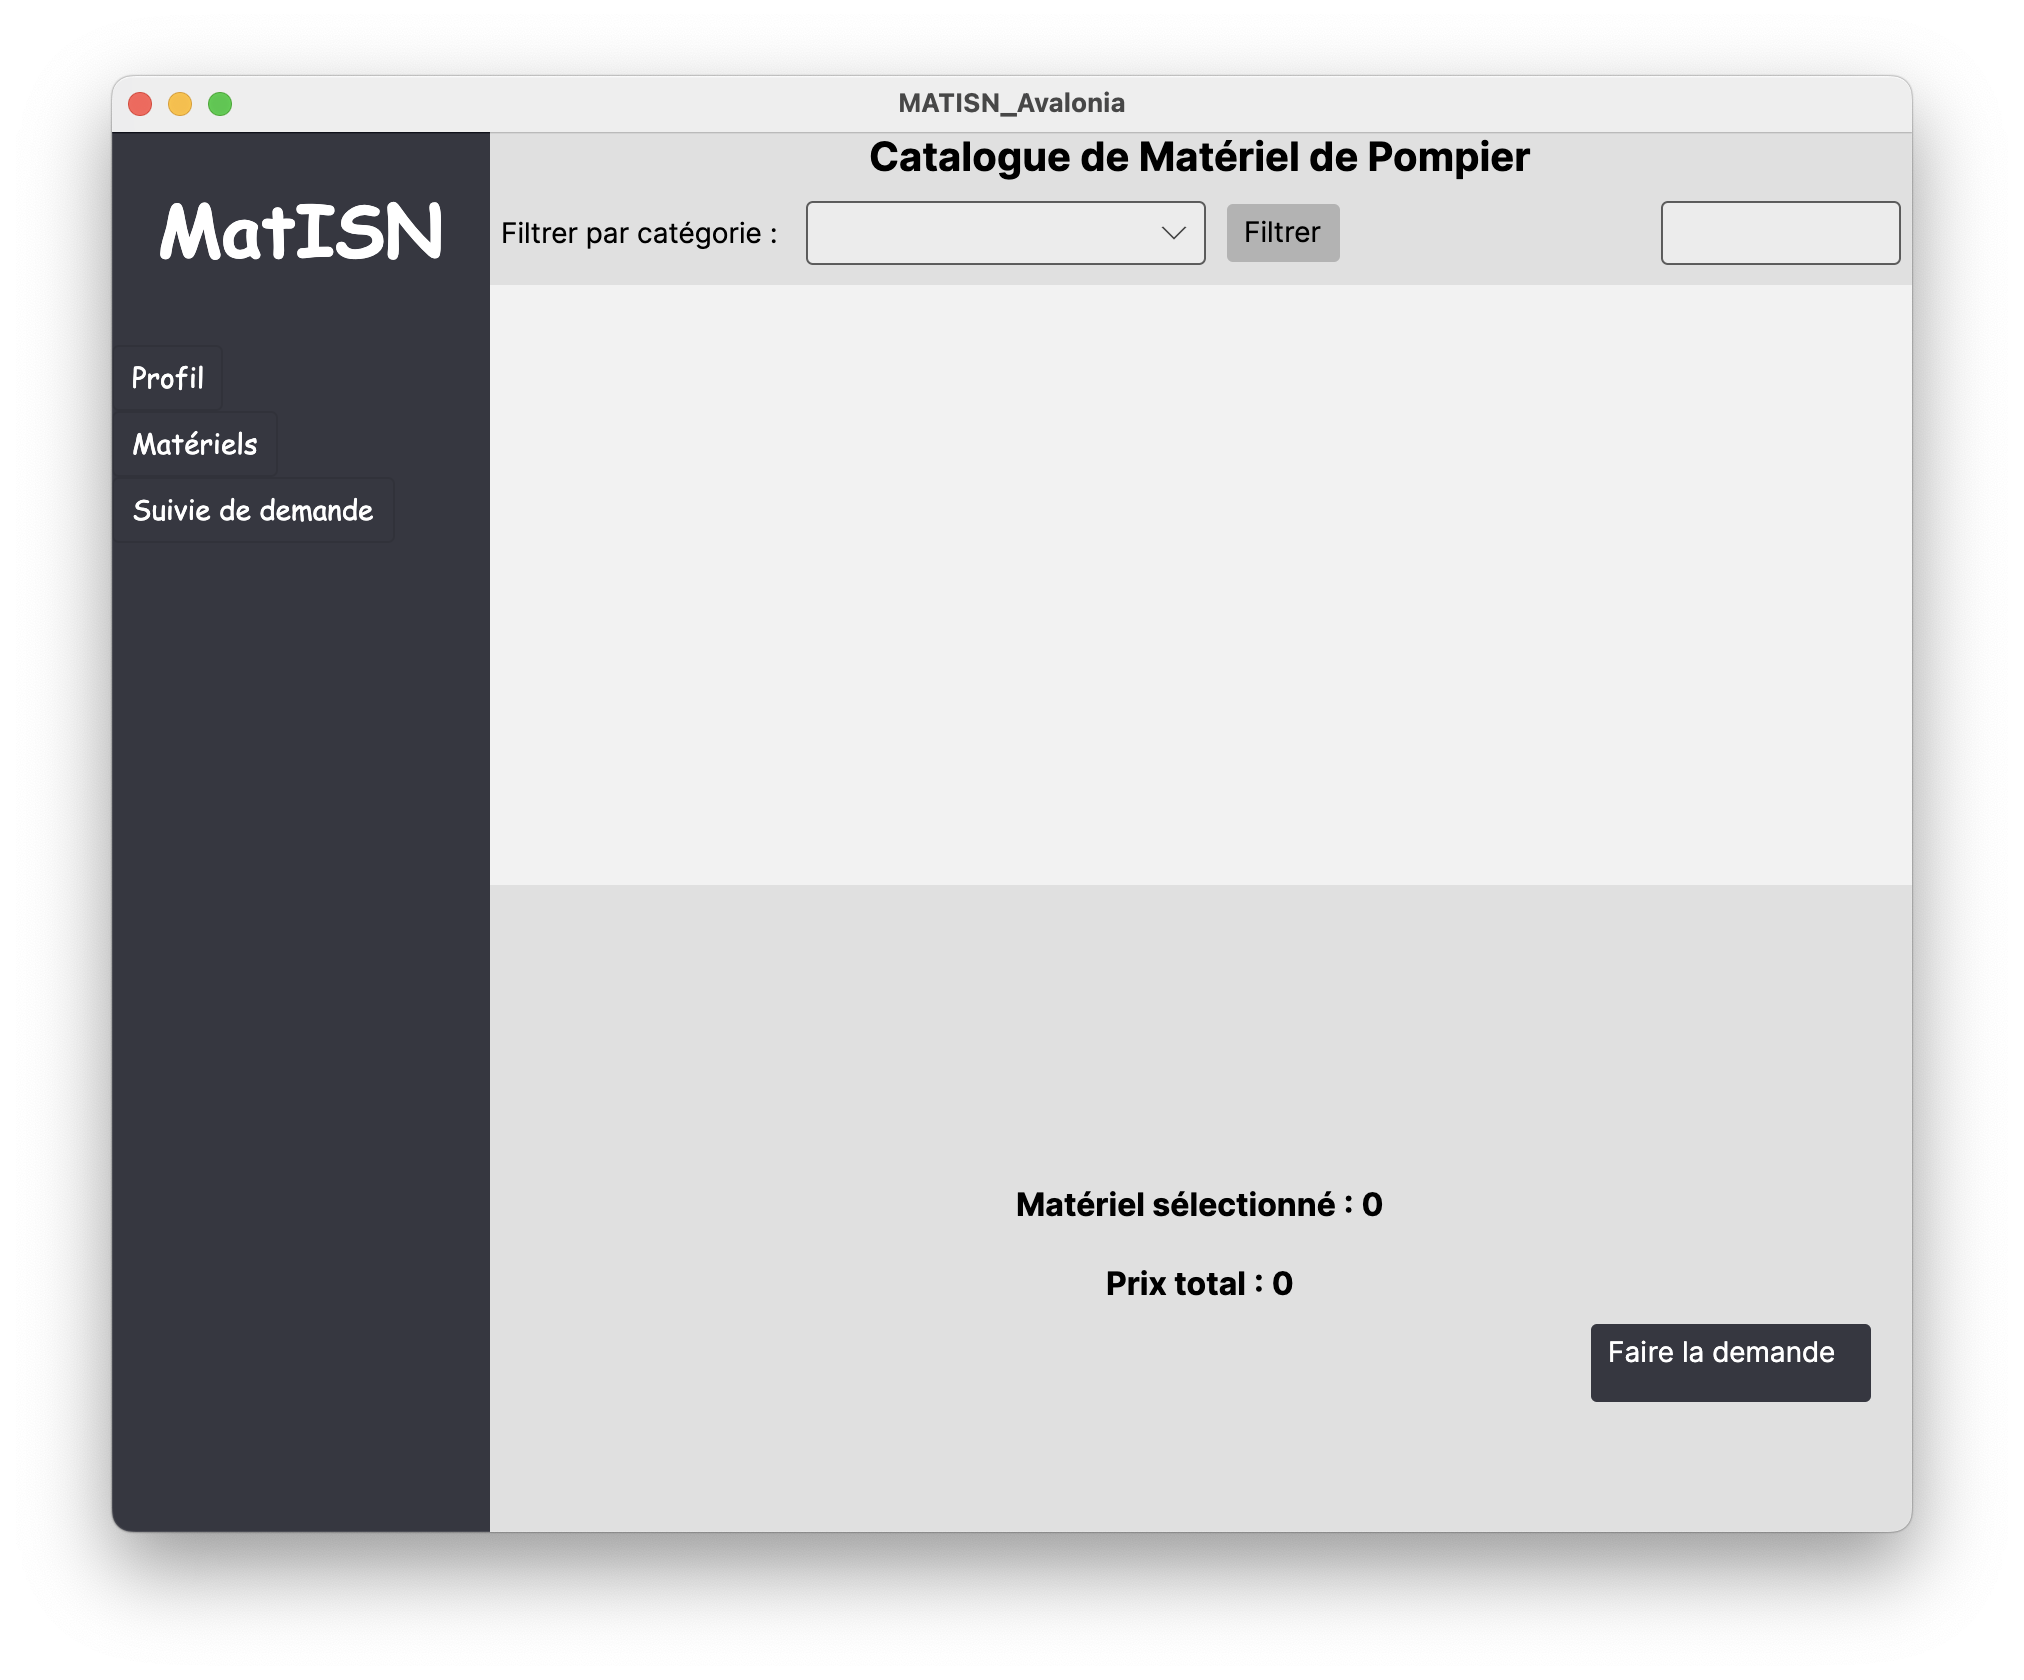 MATISN_Avalonia
MatISN
Profil
Matériels
Suivie de demande
Catalogue de Matériel de Pompier
Filtrer par catégorie :
Filtrer
Matériel sélectionné : 0
Prix total : 0
Faire la demande